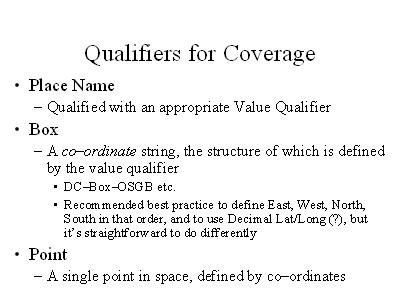 Qualifiers for Coverage
• Place Name
– Qualified with an appropriate Value Qualifier
• Box
– A co–ordinate string, the structure of which is defined
by the value qualifier
• DC–Box–OSGB etc.
• Recommended best practice to define East, West, North,
South in that order, and to use Decimal Lat/Long (?), but
it's straightforward to do differently
• Point
– A single point in space, defined by co–ordinates